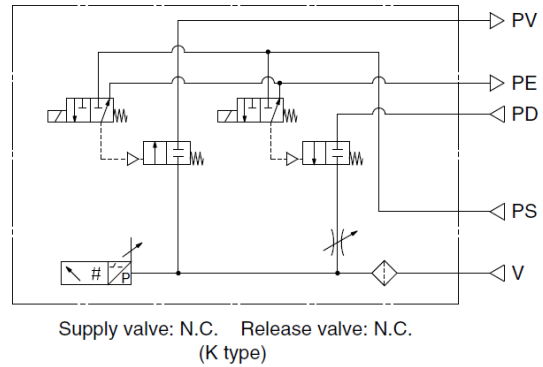 PV
PE
PD
PS
# P V
Supply valve: N.C. Release valve: N.C.
(K type)